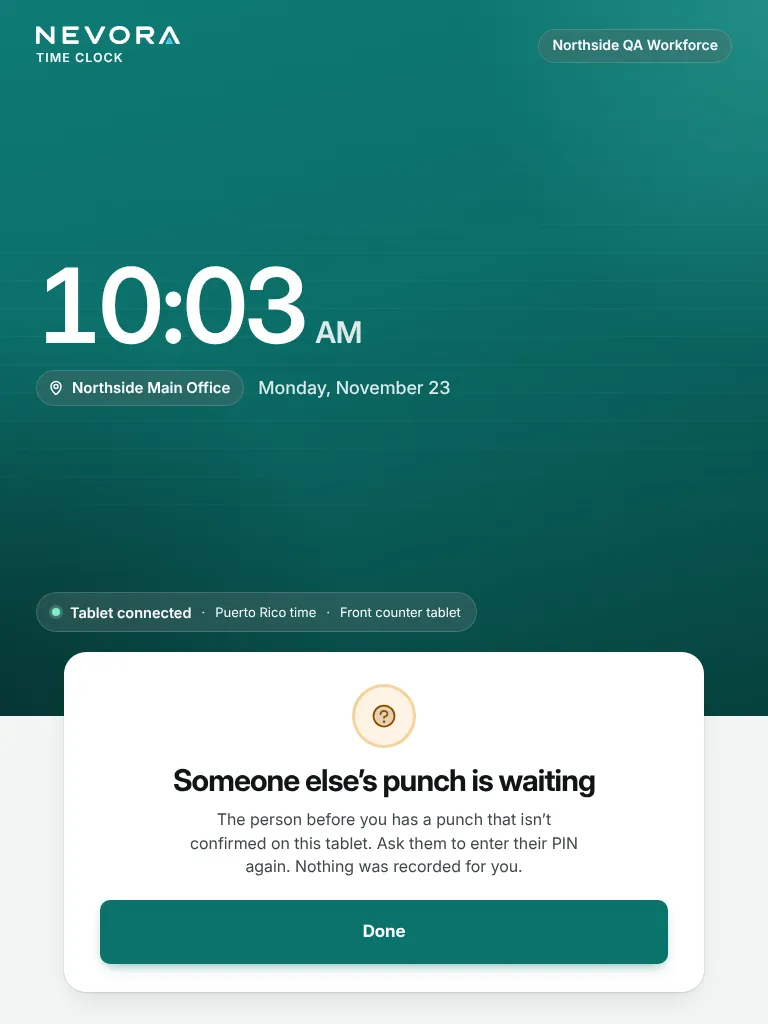 NEVORA
TIME CLOCK
Northside QA Workforce
10:03 AM
Northside Main Office
Monday, November 23
Tablet connected · Puerto Rico time · Front counter tablet
?
Someone else’s punch is waiting
The person before you has a punch that isn’t
confirmed on this tablet. Ask them to enter their PIN
again. Nothing was recorded for you.
Done